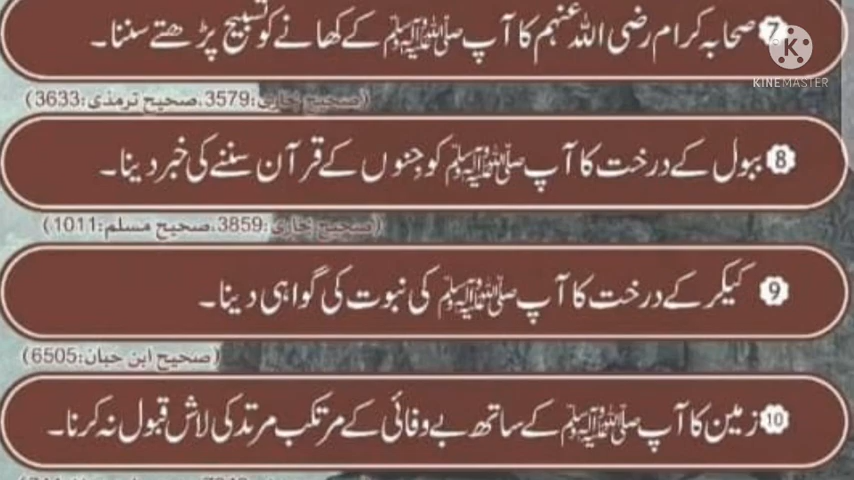 7 صحابہ کرام رضی اللہ عنہم کا آپ ﷺ کے کھانے کو تسبیح پڑھتے سننا۔
K
KINEMASTER
(صحیح بخاری:3579،صحیح ترمذی:3633)
8 ببول کے درخت کا آپ ﷺ کو جنوں کے قرآن سننے کی خبر دینا۔
(صحیح بخاری:3859،صحیح مسلم:1011)
9 کیکر کے درخت کا آپ ﷺ کی نبوت کی گواہی دینا۔
(صحیح ابن حبان:6505)
10 زمین کا آپ ﷺ کے ساتھ بے وفائی کے مرتکب مرتد کی لاش قبول نہ کرنا۔